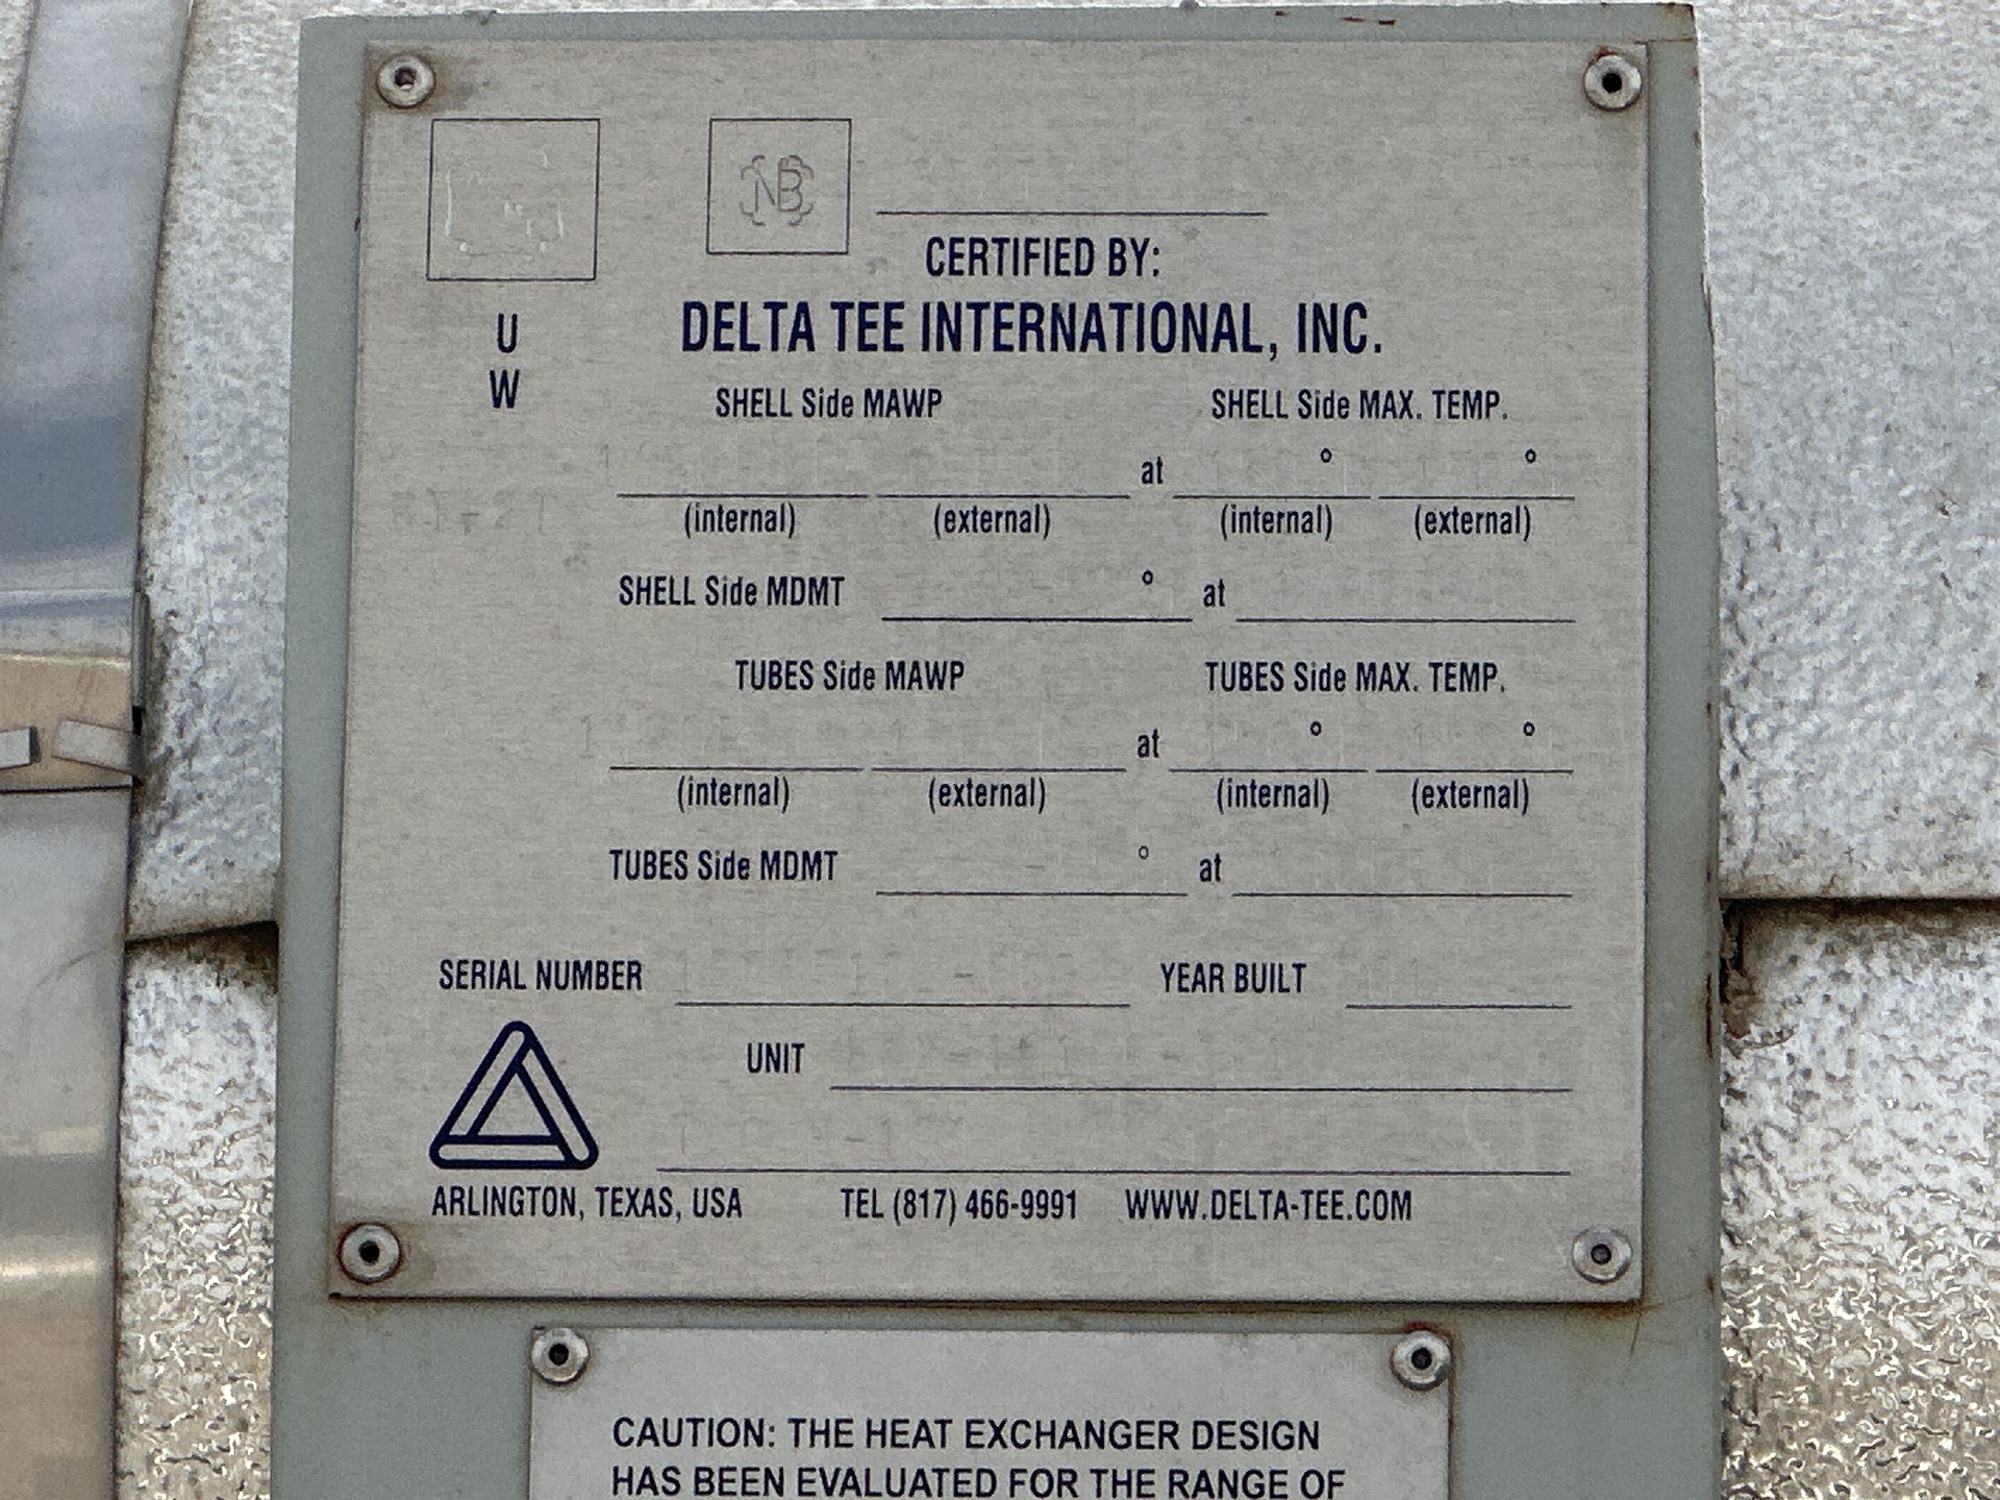 NB
CERTIFIED BY:
DELTA TEE INTERNATIONAL, INC.
U
W
SHELL Side MAWP SHELL Side MAX. TEMP.
at ° °
(internal) (external) (internal) (external)
SHELL Side MDMT ° at
TUBES Side MAWP TUBES Side MAX. TEMP.
at ° °
(internal) (external) (internal) (external)
TUBES Side MDMT ° at
SERIAL NUMBER YEAR BUILT
UNIT
ARLINGTON, TEXAS, USA TEL (817) 466-9991 WWW.DELTA-TEE.COM
CAUTION: THE HEAT EXCHANGER DESIGN
HAS BEEN EVALUATED FOR THE RANGE OF